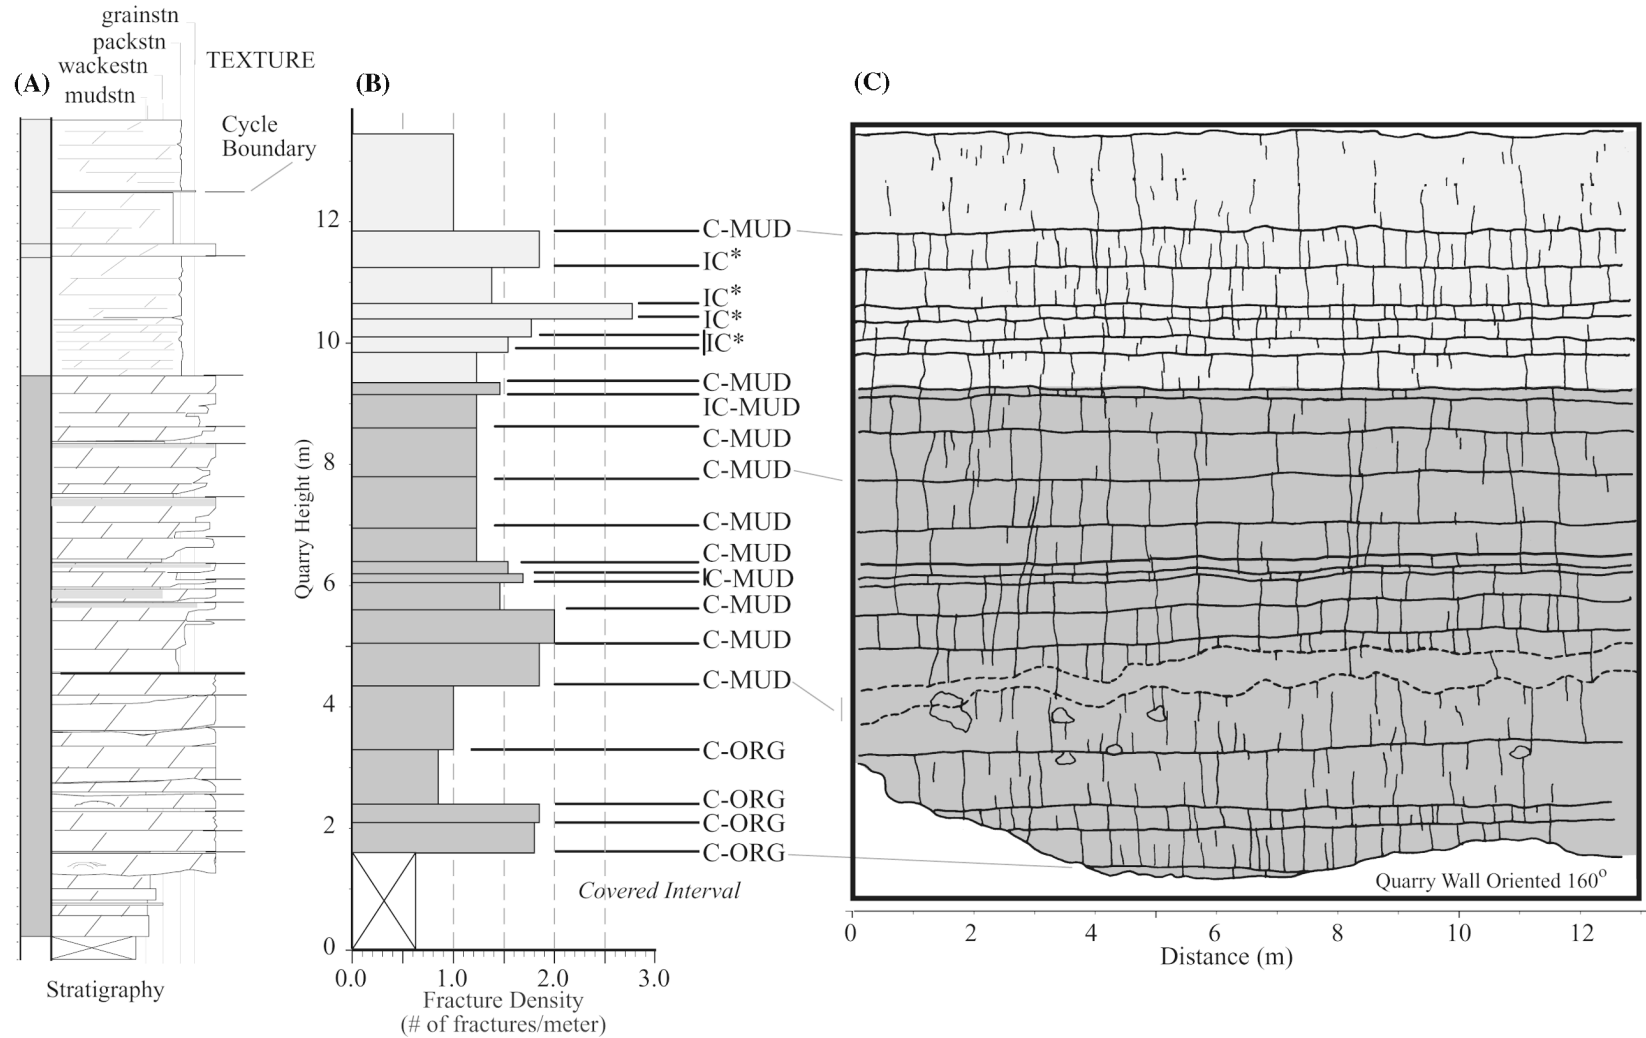 grainstn
packstn
wackestn
mudstn
TEXTURE
(A)
Cycle
Boundary
Stratigraphy
(B)
Quarry Height (m)
12
10
8
6
4
2
0
0.0 1.0 2.0 3.0
Fracture Density
(# of fractures/meter)
C-MUD
IC*
IC*
IC*
IC*
C-MUD
IC-MUD
C-MUD
C-MUD
C-MUD
C-MUD
C-MUD
C-MUD
C-MUD
C-MUD
C-ORG
C-ORG
C-ORG
C-ORG
Covered Interval
(C)
Quarry Wall Oriented 160°
0 2 4 6 8 10 12
Distance (m)